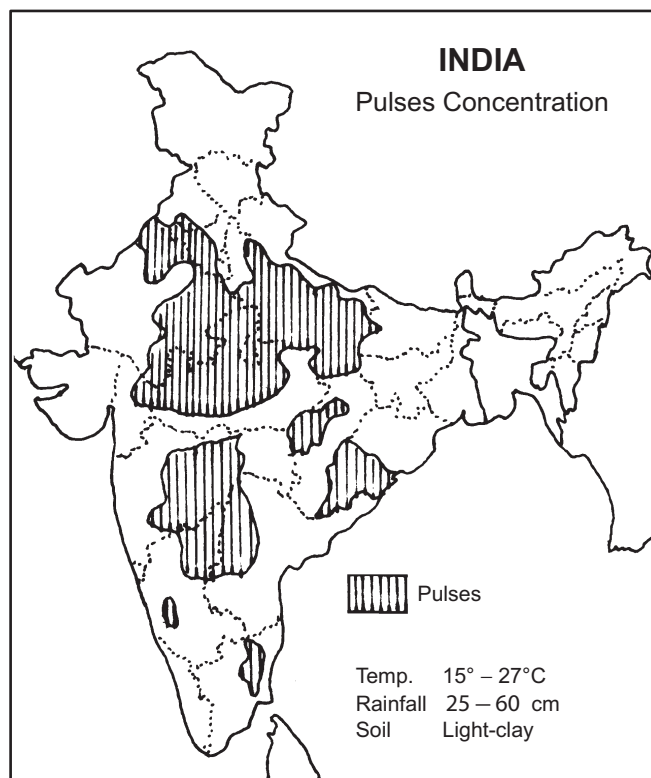 INDIA
Pulses Concentration
Pulses
Temp. 15° – 27°C
Rainfall 25 – 60 cm
Soil Light-clay